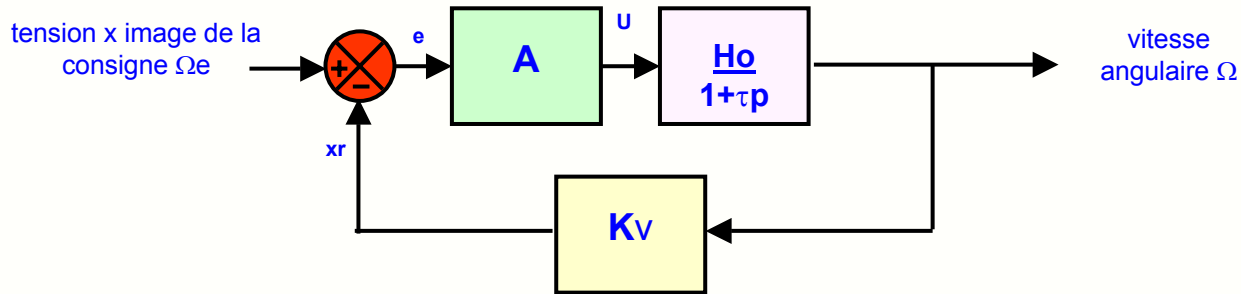 tension x image de la
consigne Ωe
+
−
e
A
U
Ho
1+τp
vitesse
angulaire Ω
xr
Kv